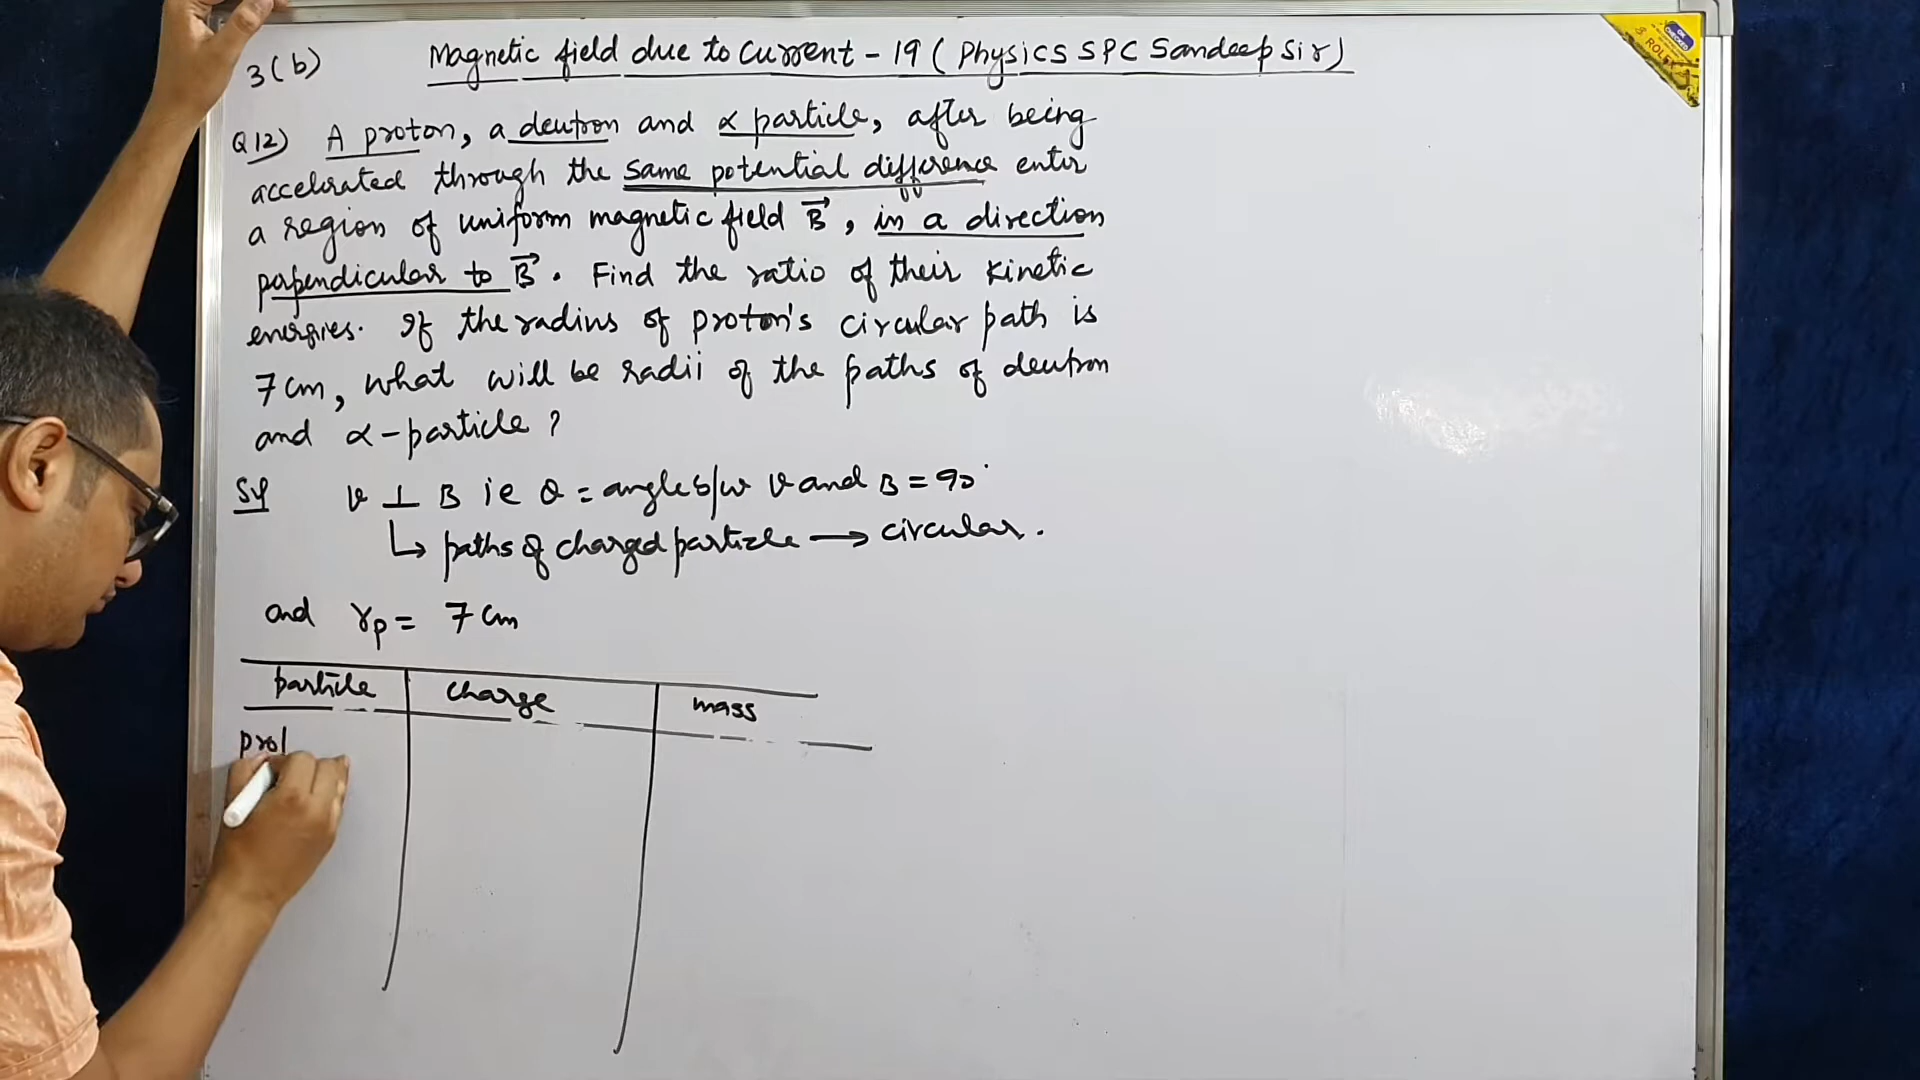 3(b) Magnetic field due to Current - 19 ( Physics SPC Sandeep Sir)
Q12) A proton, a deutron and α particle, after being
accelerated through the same potential difference enter
a region of uniform magnetic field B⃗, in a direction
papendicular to B⃗. Find the ratio of their kinetic
energies. If the radius of proton's circular path is
7 cm, what will be radii of the paths of deutron
and α-particle ?
Sol v ⊥ B ie θ = angle b/w v and B = 90°
↳ paths of charged particle → circular.
and rp = 7 cm
particle charge mass
prot